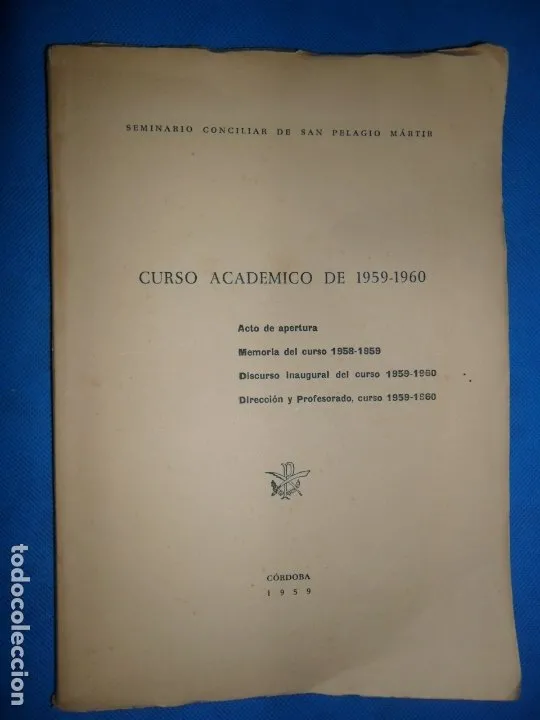 SEMINARIO CONCILIAR DE SAN PELAGIO MÁRTIR
CURSO ACADEMICO DE 1959-1960
Acto de apertura
Memoria del curso 1958-1959
Discurso inaugural del curso 1959-1960
Dirección y Profesorado, curso 1959-1960
CÓRDOBA
1959
todocoleccion